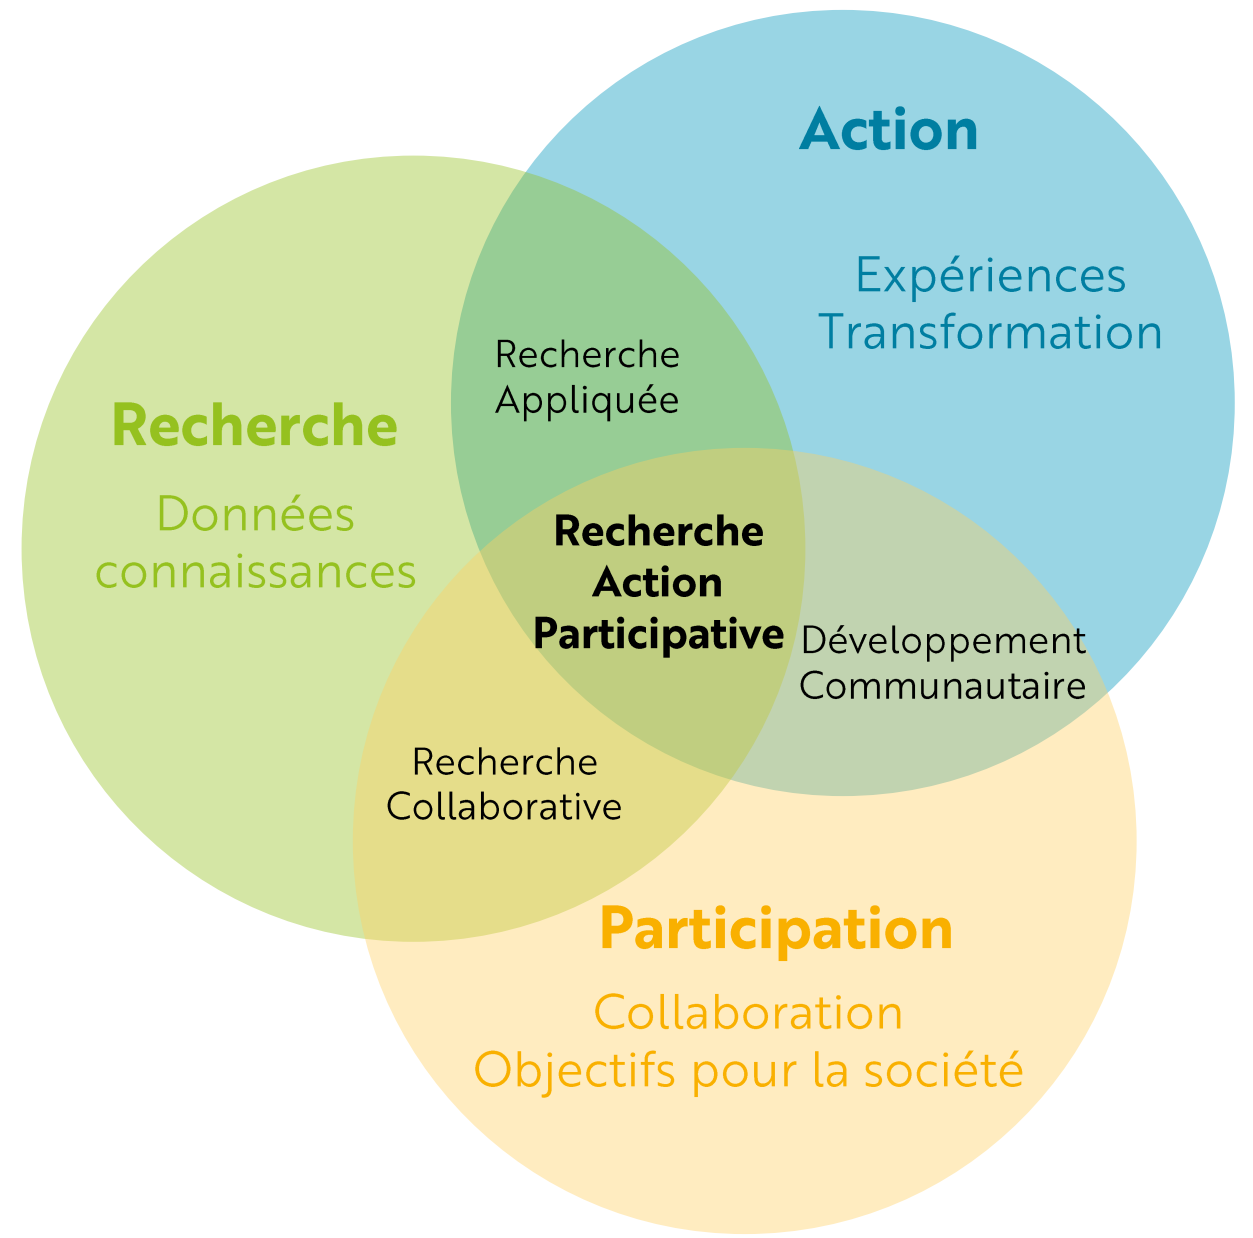 Action
Expériences
Transformation
Recherche
Appliquée
Recherche
Données
connaissances
Recherche
Action
Participative
Développement
Communautaire
Recherche
Collaborative
Participation
Collaboration
Objectifs pour la société